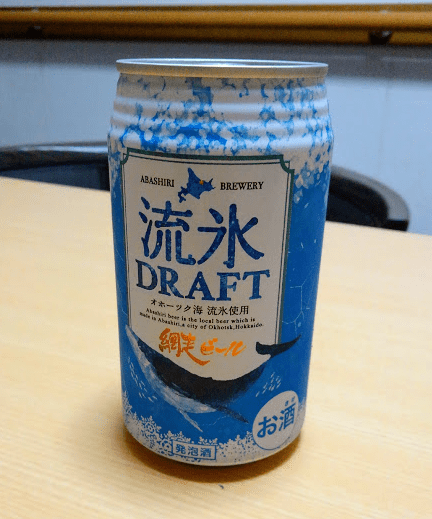 ABASHIRI BREWERY
流氷
DRAFT
オホーツク海 流氷使用
Abashiri beer is the local beer which is
made in Abashiri,a city of Okhotsk,Hokkaido.
網走ビール
お酒
発泡酒